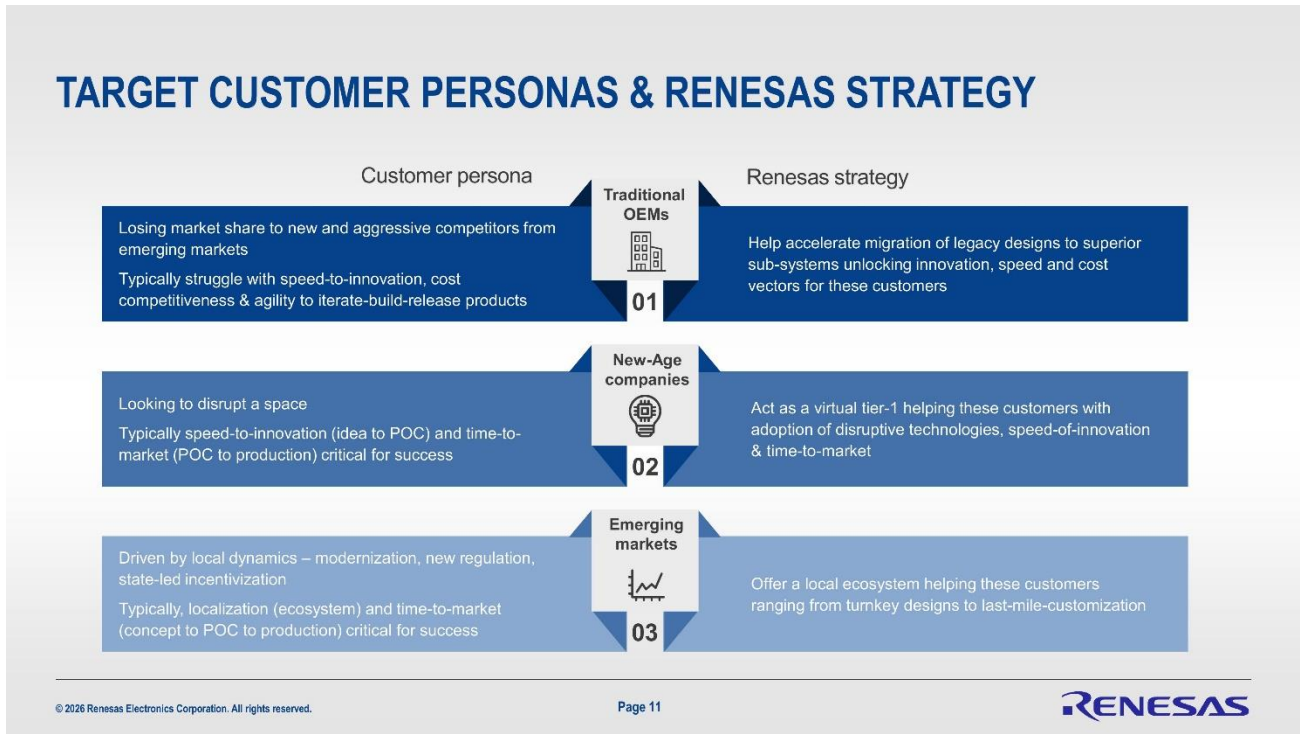 TARGET CUSTOMER PERSONAS & RENESAS STRATEGY
Customer persona
Renesas strategy
Traditional
OEMs
01
Losing market share to new and aggressive competitors from
emerging markets
Typically struggle with speed-to-innovation, cost
competitiveness & agility to iterate-build-release products
Help accelerate migration of legacy designs to superior
sub-systems unlocking innovation, speed and cost
vectors for these customers
New-Age
companies
02
Looking to disrupt a space
Typically speed-to-innovation (idea to POC) and time-to-
market (POC to production) critical for success
Act as a virtual tier-1 helping these customers with
adoption of disruptive technologies, speed-of-innovation
& time-to-market
Emerging
markets
03
Driven by local dynamics – modernization, new regulation,
state-led incentivization
Typically, localization (ecosystem) and time-to-market
(concept to POC to production) critical for success
Offer a local ecosystem helping these customers
ranging from turnkey designs to last-mile-customization
© 2026 Renesas Electronics Corporation. All rights reserved.
Page 11
RENESAS